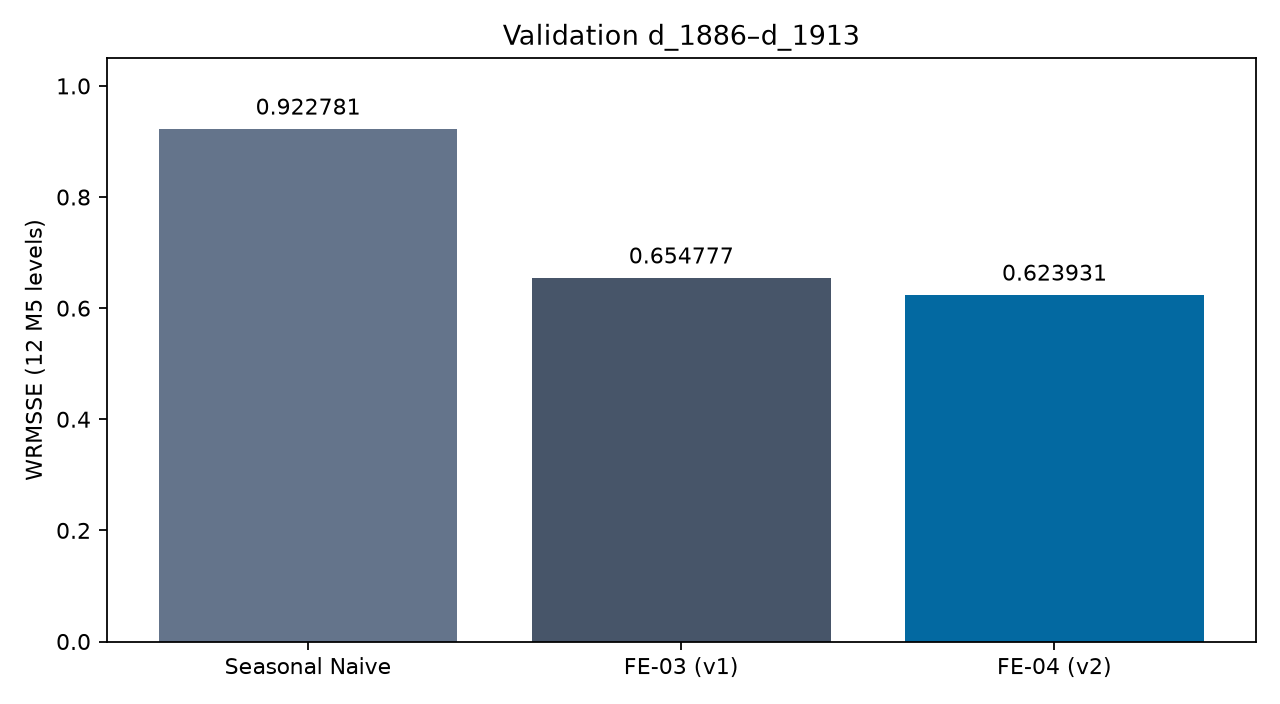 Validation d_1886–d_1913
WRMSSE (12 M5 levels)
1.0
0.8
0.6
0.4
0.2
0.0
0.922781
0.654777
0.623931
Seasonal Naive
FE-03 (v1)
FE-04 (v2)